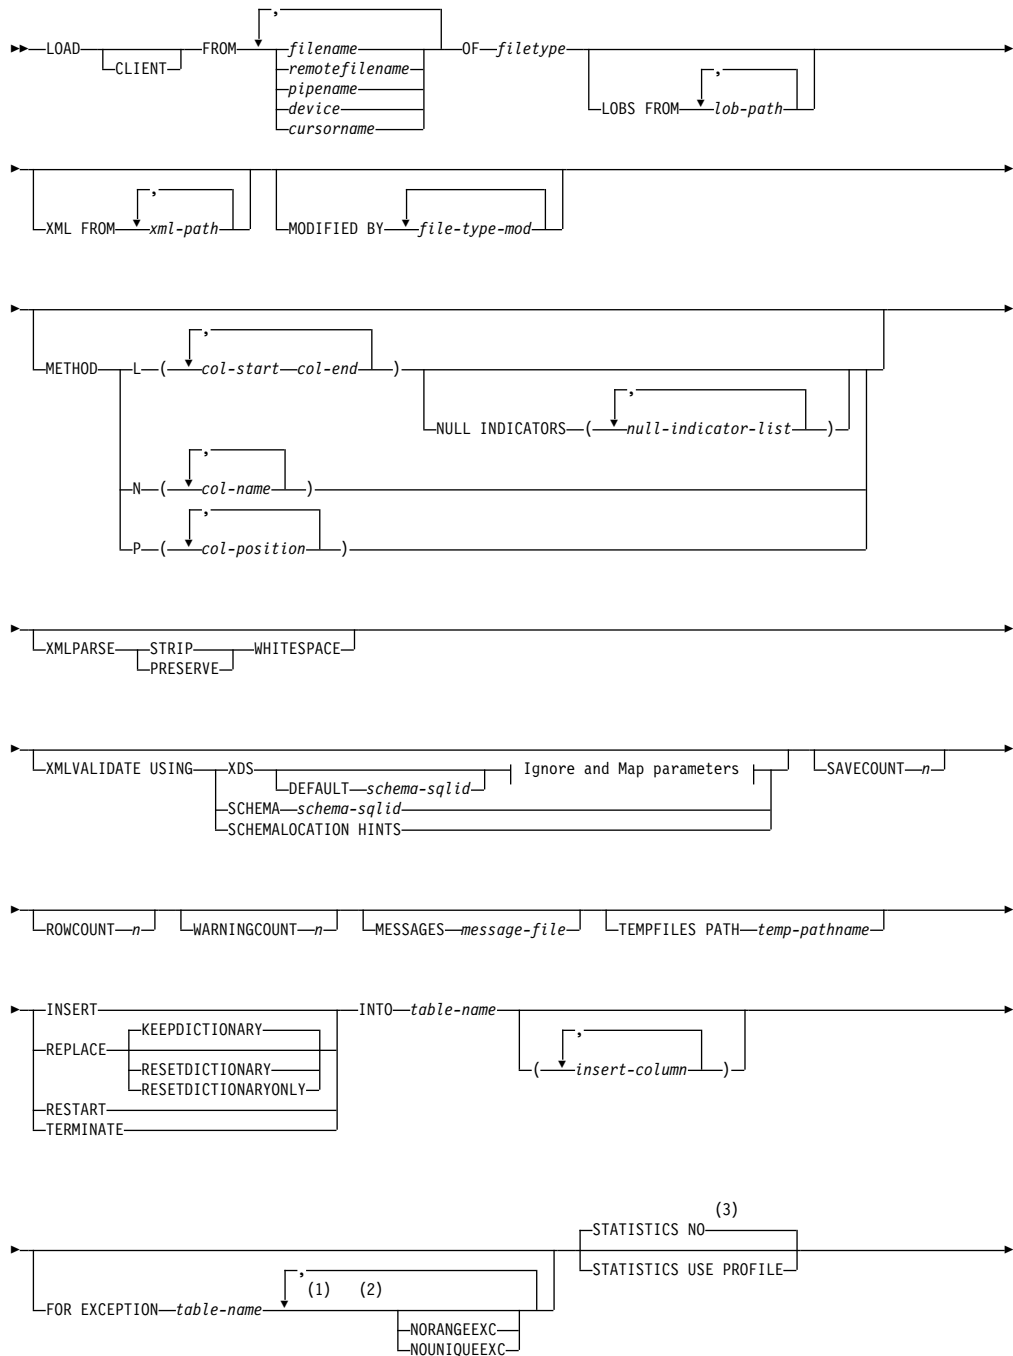 ,
LOAD CLIENT FROM filename OF filetype
remotefilename
pipename
device
cursorname
,
LOBS FROM lob-path
,
XML FROM xml-path
MODIFIED BY file-type-mod
,
METHOD L ( col-start col-end )
,
NULL INDICATORS ( null-indicator-list )
,
N ( col-name )
,
P ( col-position )
XMLPARSE STRIP WHITESPACE
PRESERVE
XMLVALIDATE USING XDS Ignore and Map parameters
DEFAULT schema-sqlid
SCHEMA schema-sqlid
SCHEMALOCATION HINTS
SAVECOUNT n
ROWCOUNT n WARNINGCOUNT n MESSAGES message-file TEMPFILES PATH temp-pathname
INSERT INTO table-name
KEEPDICTIONARY
REPLACE
RESETDICTIONARY
RESETDICTIONARYONLY
RESTART
TERMINATE
,
( insert-column )
,
(1) (2)
FOR EXCEPTION table-name
NORANGEEXC
NOUNIQUEEXC
(3)
STATISTICS NO
STATISTICS USE PROFILE